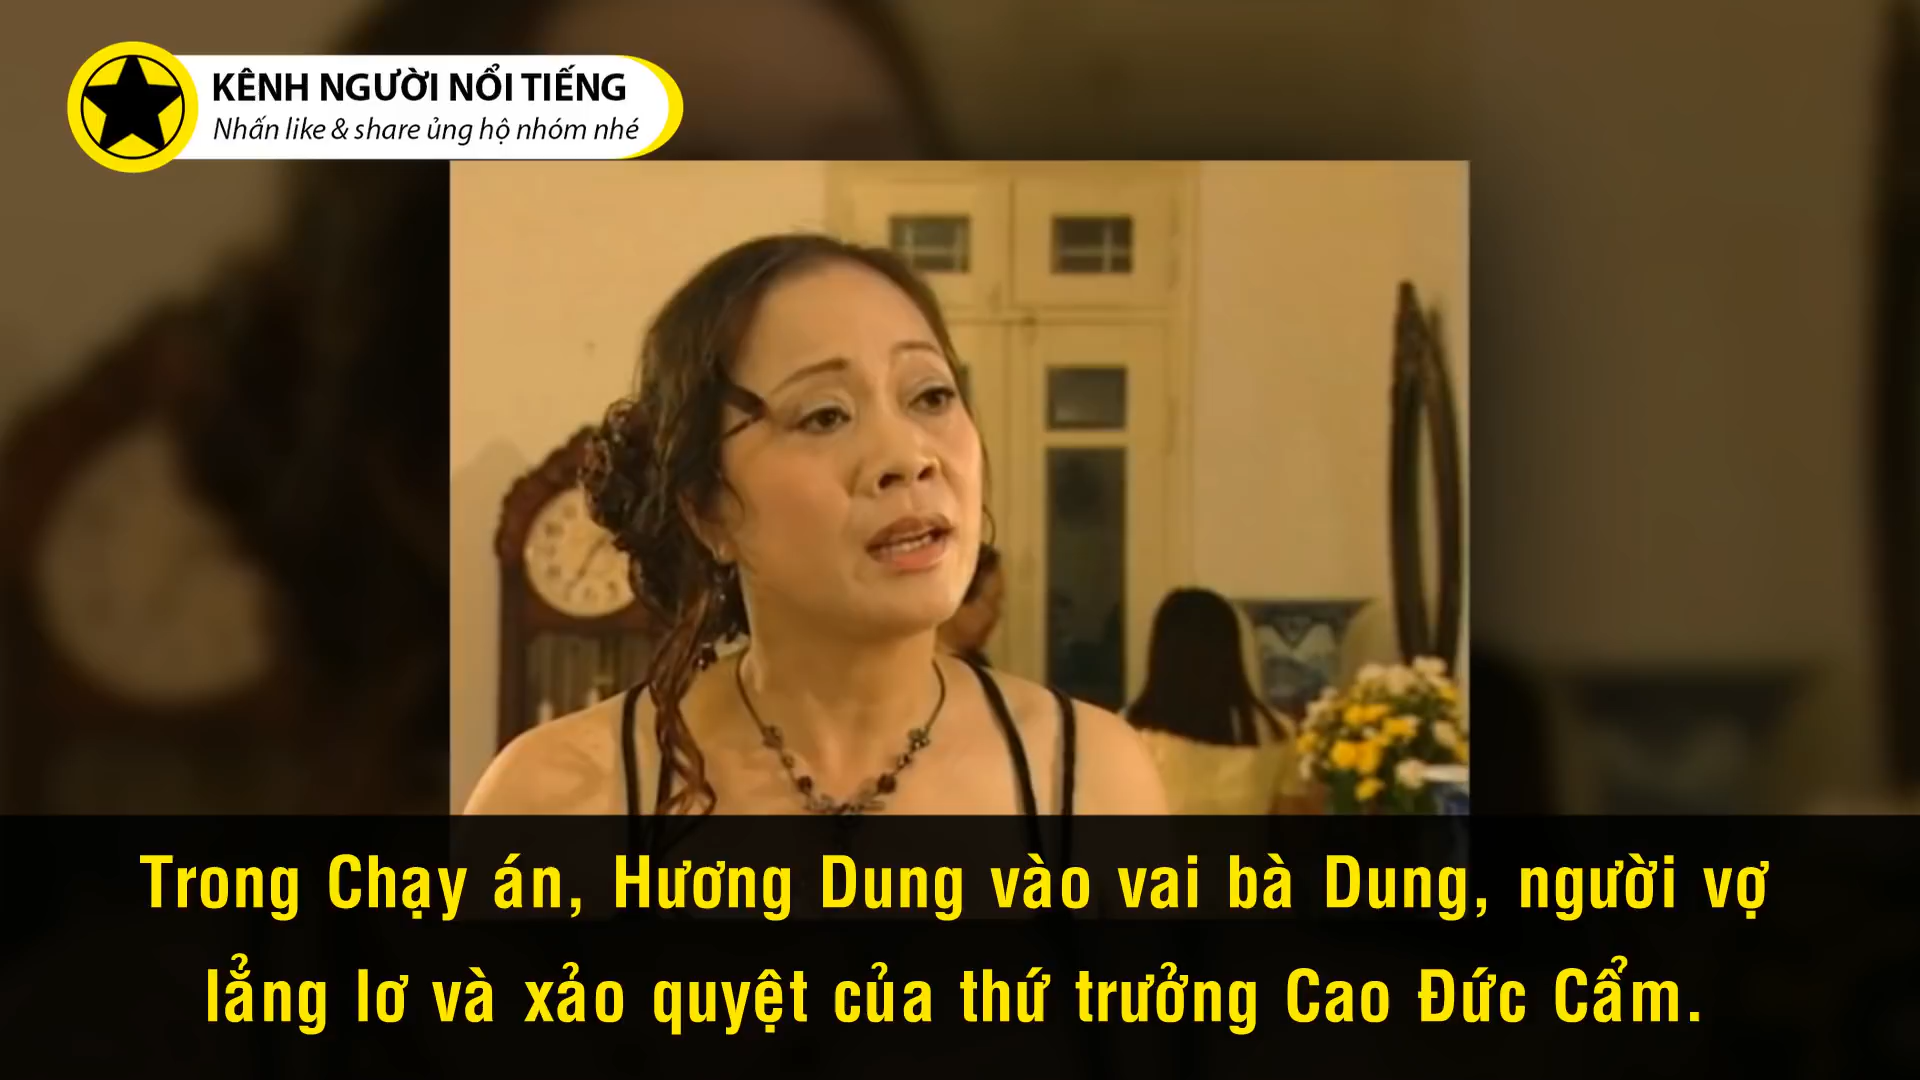 KÊNH NGƯỜI NỔI TIẾNG
Nhấn like & share ủng hộ nhóm nhé
Trong Chạy án, Hương Dung vào vai bà Dung, người vợ
lẳng lơ và xảo quyệt của thứ trưởng Cao Đức Cẩm.